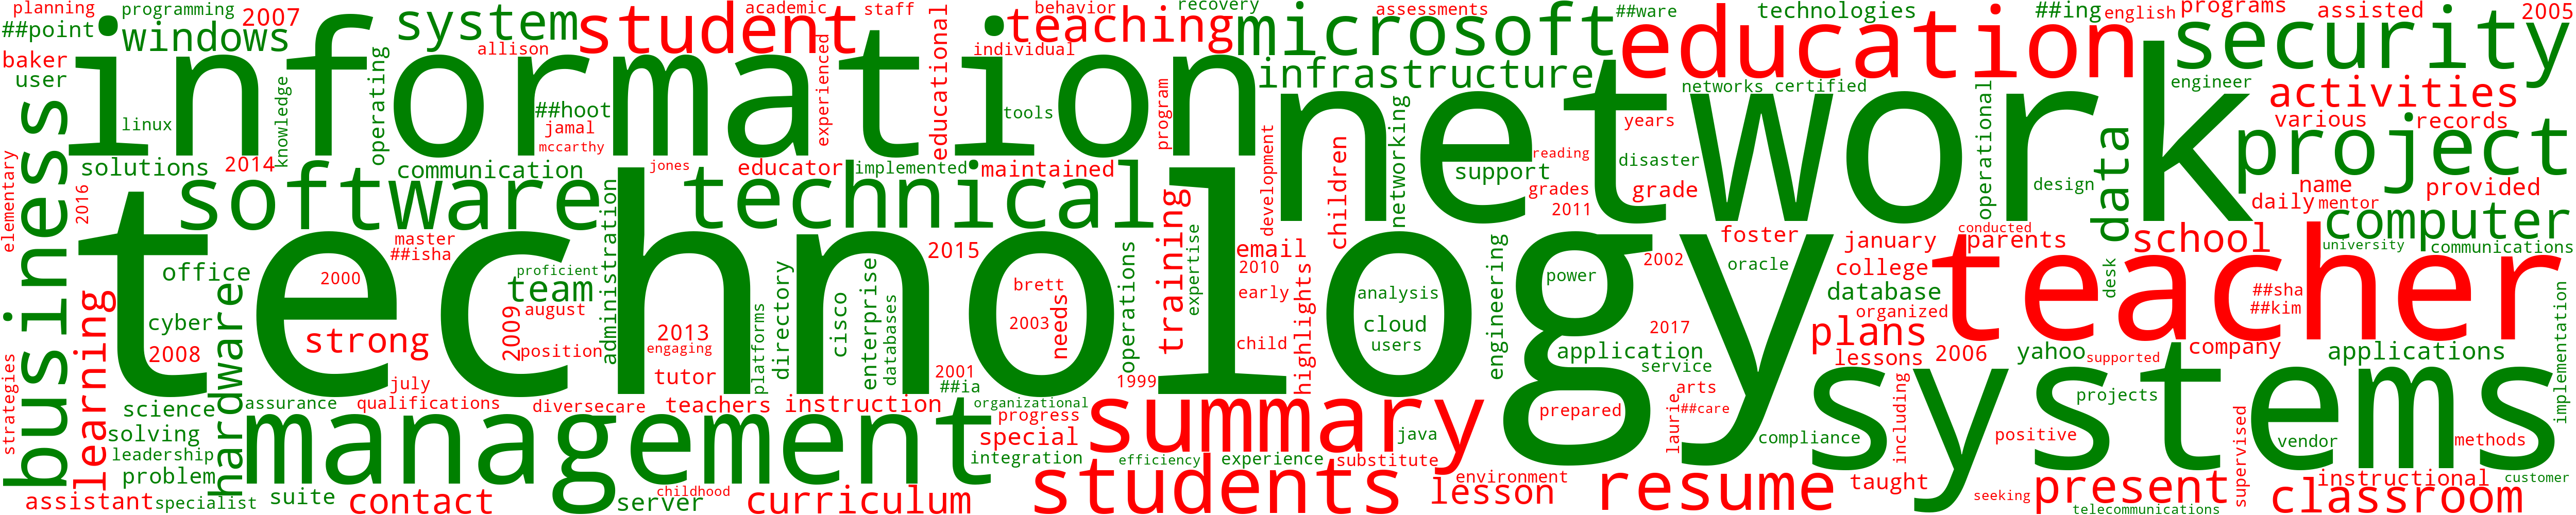 planning
programming
2007
system
student
academic
staff
behavior
recovery
assessments
##ware
technologies
##ing
english
programs
assisted
2005
##point
windows
teaching
microsoft
education
security
allison
individual
educational
experienced
baker
user
information
infrastructure
operating
knowledge
linux
##hoot
jamal
mccarthy
tools
program
network
networks
certified
engineer
activities
years
various
records
networking
operational
data
project
business
elementary
2016
solutions
2014
communication
jones
educator
implemented
maintained
development
children
reading
support
disaster
grades
grade
2011
design
name
provided
daily
mentor
software
technical
training
expertise
computer
administration
master
##isha
technology
2015
email
2010
early
foster
2002
oracle
january
conducted
parents
school
university
communications
college
database
organized
teacher
desk
##sha
##kim
office
2000
proficient
team
hardware
cyber
2008
learning
strong
2009
august
position
2013
engaging
platforms
directory
cisco
enterprise
databases
brett
2003
needs
operations
highlights
child
analysis
cloud
users
engineering
power
2017
application
service
plans
lessons
2006
yahoo
supported
company
applications
implementation
strategies
july
tutor
2001
##ia
1999
arts
##care
laurie
including
systems
projects
science
assurance
qualifications
diversecare
teachers
instruction
organizational
progress
summary
prepared
solving
leadership
problem
management
special
integration
efficiency
experience
java
substitute
compliance
positive
vendor
methods
supervised
assistant
specialist
suite
contact
server
childhood
curriculum
students
environment
lesson
resume
taught
seeking
present
telecommunications
instructional
classroom
customer